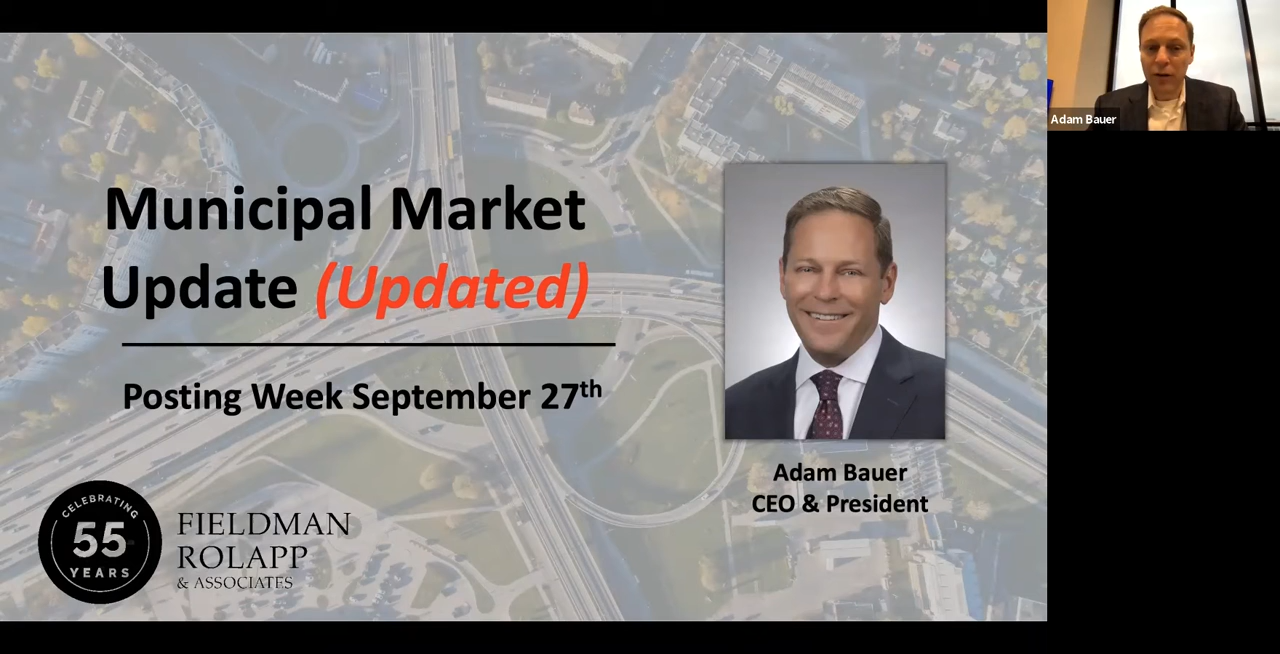 Municipal Market
Update (Updated)
Posting Week September 27th
Adam Bauer
CEO & President
CELEBRATING
55
YEARS
FIELDMAN
ROLAPP
& ASSOCIATES
Adam Bauer